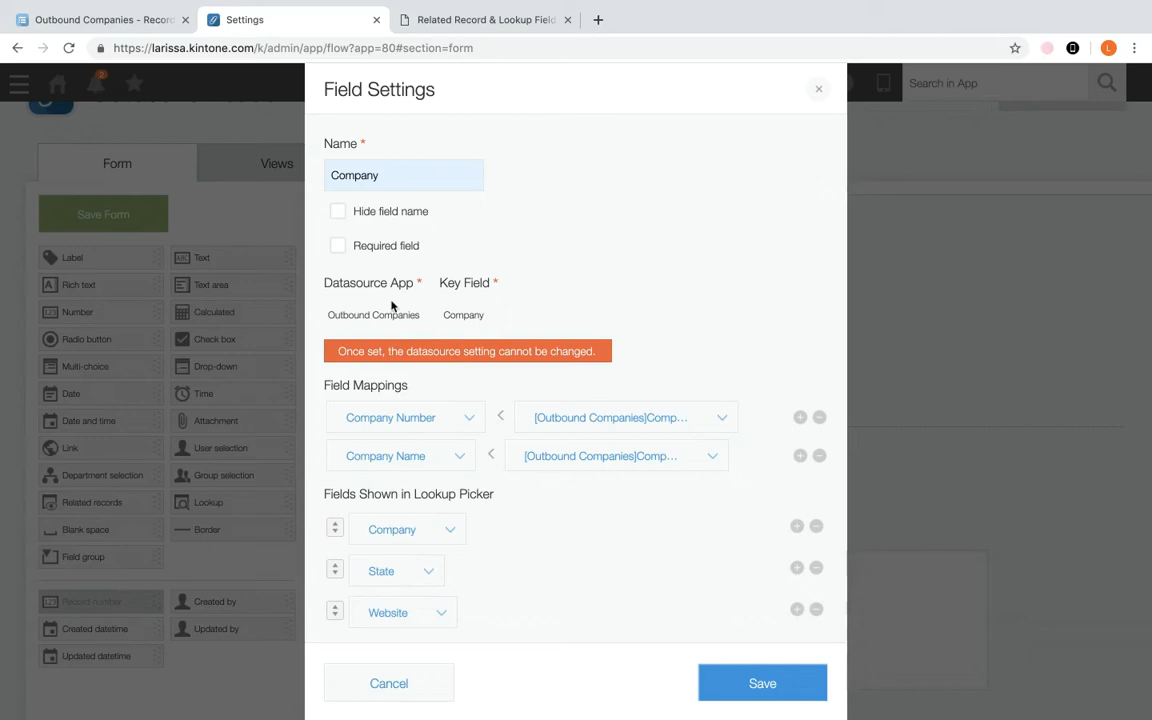 Outbound Companies - Record
Settings
Related Record & Lookup Field
https://larissa.kintone.com/k/admin/app/flow?app=80#section=form
L
2
Search in App
Field Settings
Form
Views
Save Form
Label
Text
Rich text
Text area
Number
Calculated
Radio button
Check box
Multi-choice
Drop-down
Date
Time
Date and time
Attachment
Link
User selection
Department selection
Group selection
Related records
Lookup
Blank space
Border
Field group
Record number
Created by
Created datetime
Updated by
Updated datetime
Name *
Company
Hide field name
Required field
Datasource App * Key Field *
Outbound Companies Company
Once set, the datasource setting cannot be changed.
Field Mappings
Company Number < [Outbound Companies]Comp...
Company Name < [Outbound Companies]Comp...
Fields Shown in Lookup Picker
Company
State
Website
Cancel
Save